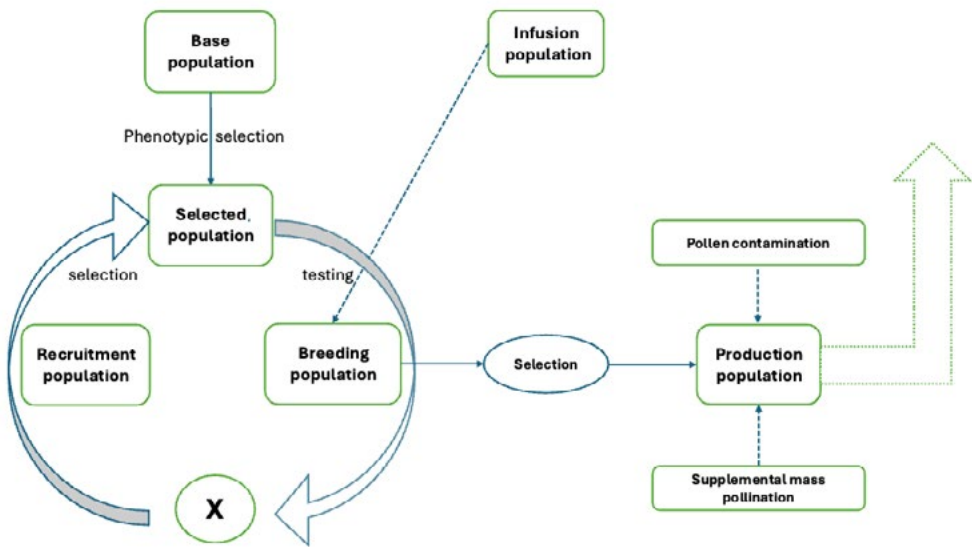 Base
population
Infusion
population
Phenotypic selection
Selected.
population
selection
testing
Pollen contamination
Recruitment
population
Breeding
population
Selection
Production
population
X
Supplemental mass
pollination